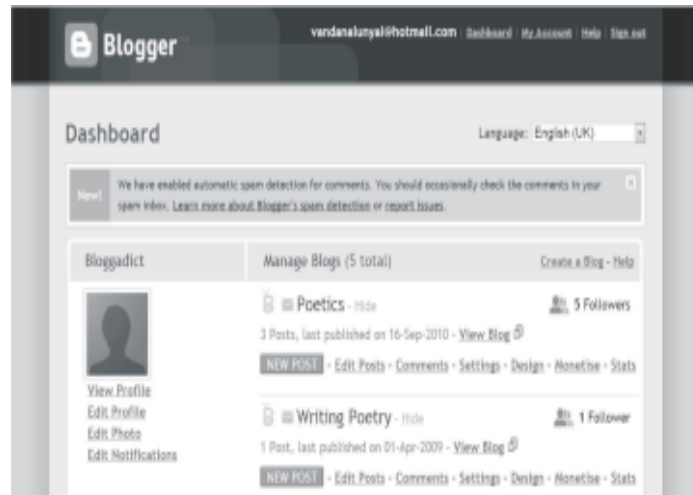 Blogger
vandanalunyal@hotmail.com | Dashboard | My Account | Help | Sign out
Dashboard
Language: English (UK)
New! We have enabled automatic spam detection for comments. You should occasionally check the comments in your
spam inbox. Learn more about Blogger's spam detection or report issues.
Bloggadict
Manage Blogs (5 total)
Create a Blog - Help
Poetics - Hide
5 Followers
3 Posts, last published on 16-Sep-2010 - View Blog
NEW POST - Edit Posts - Comments - Settings - Design - Monetise - Stats
View Profile
Edit Profile
Edit Photo
Edit Notifications
Writing Poetry - Hide
1 Follower
1 Post, last published on 01-Apr-2009 - View Blog
NEW POST - Edit Posts - Comments - Settings - Design - Monetise - Stats